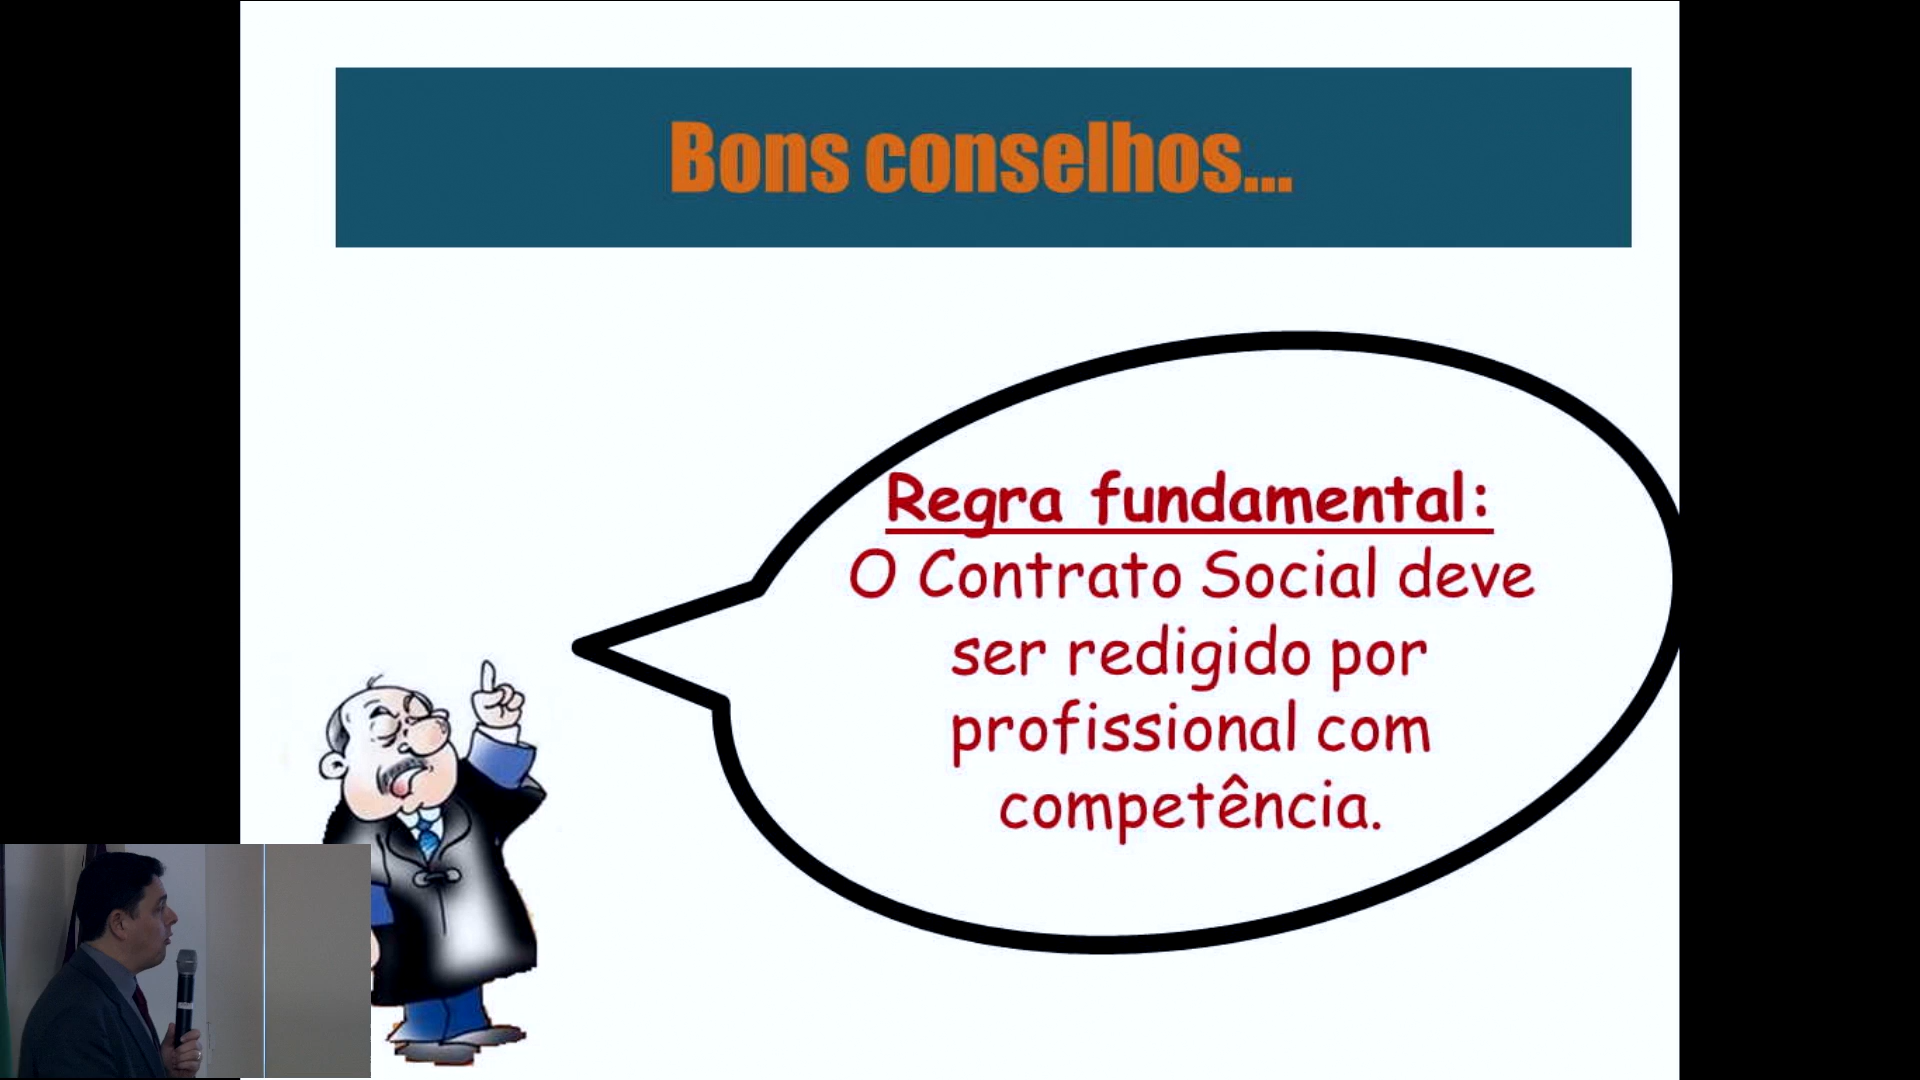 Bons conselhos...
Regra fundamental:
O Contrato Social deve
ser redigido por
profissional com
competência.